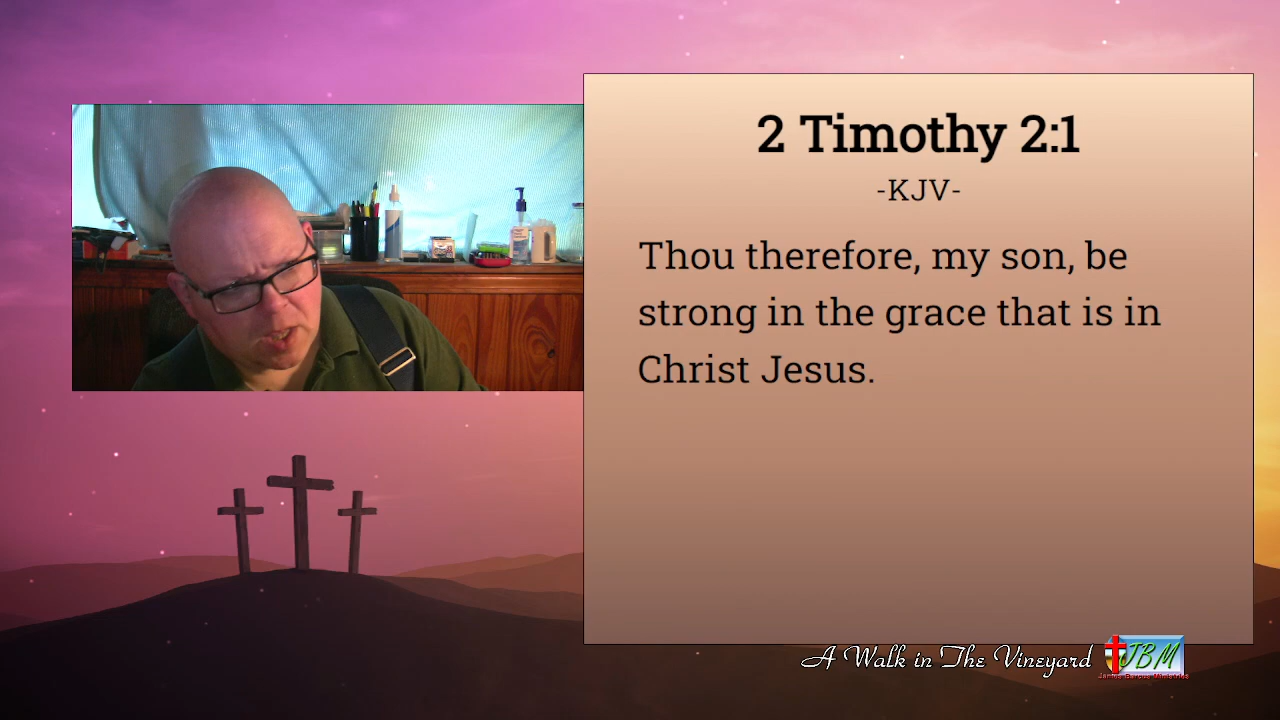 2 Timothy 2:1
-KJV-
Thou therefore, my son, be
strong in the grace that is in
Christ Jesus.
A Walk in The Vineyard
JBM